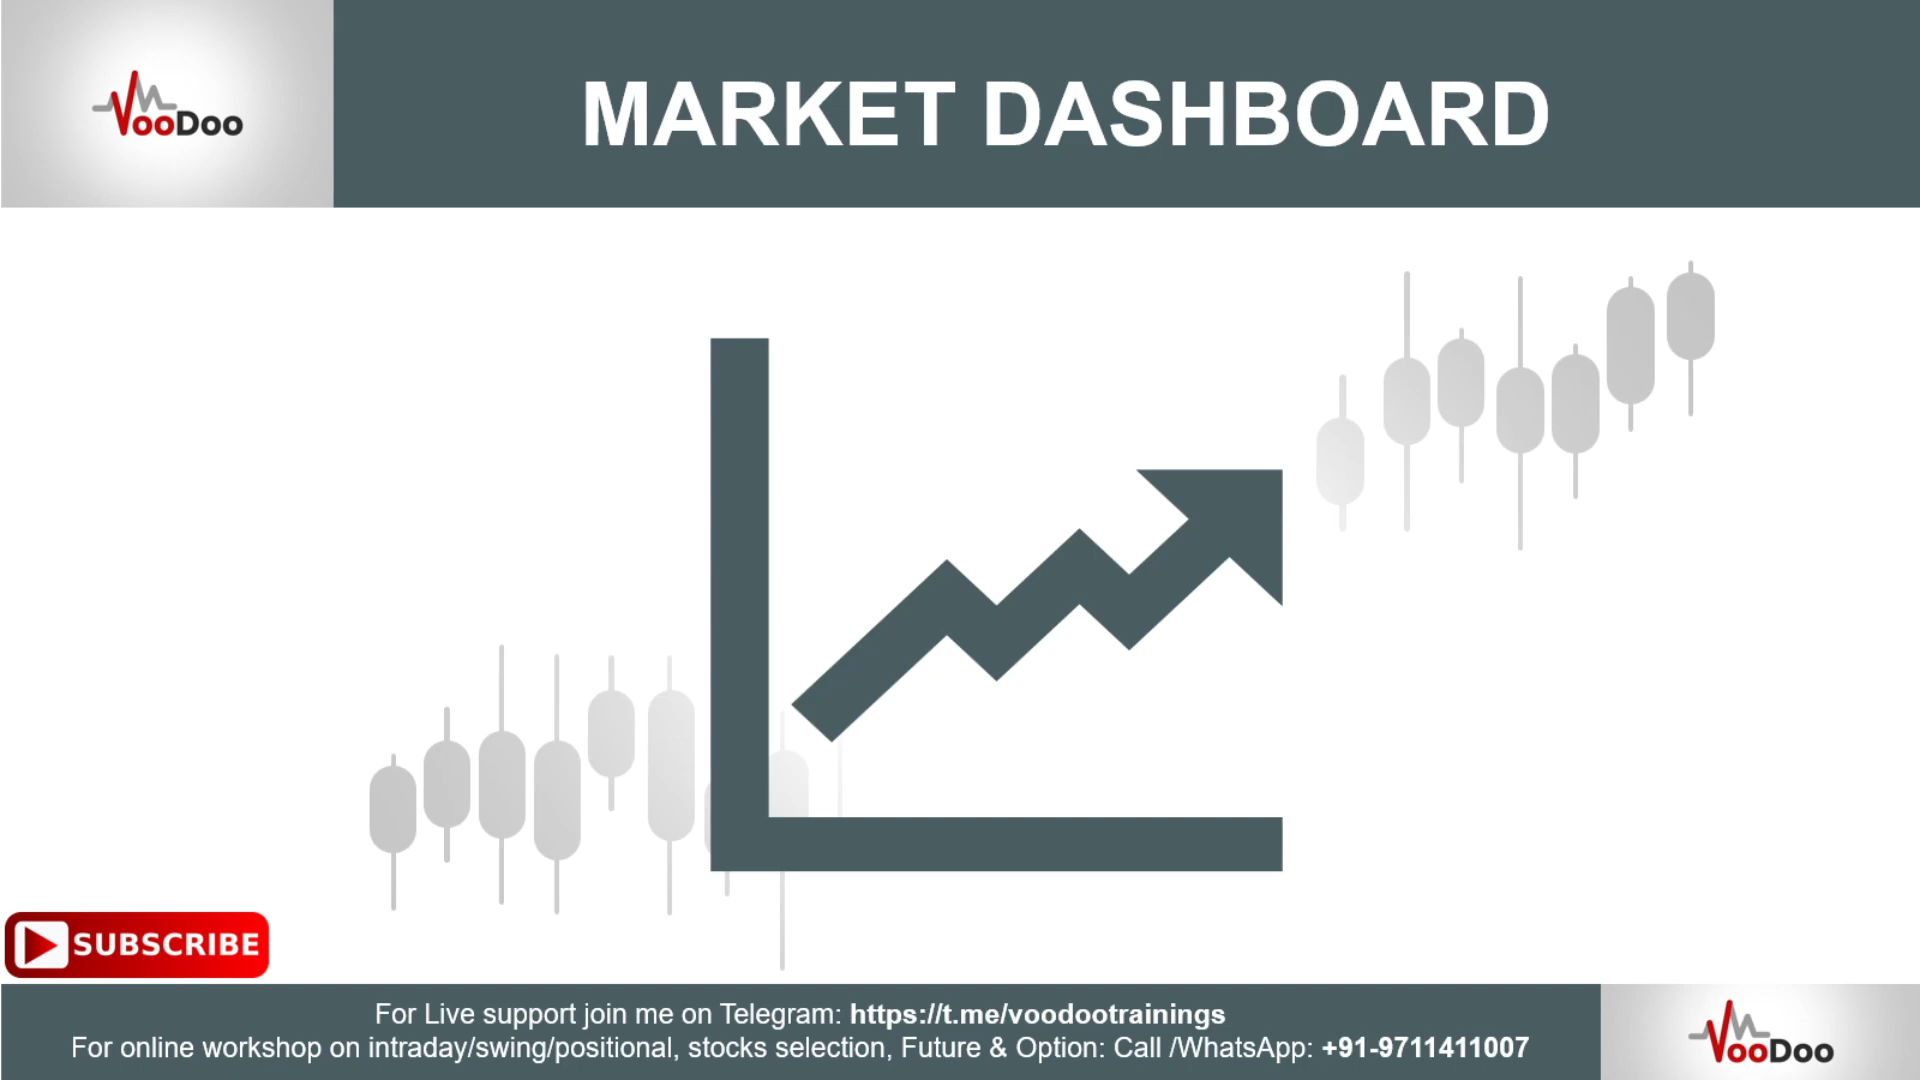 VooDoo
MARKET DASHBOARD
SUBSCRIBE
For Live support join me on Telegram: https://t.me/voodootrainings
For online workshop on intraday/swing/positional, stocks selection, Future & Option: Call /WhatsApp: +91-9711411007
VooDoo